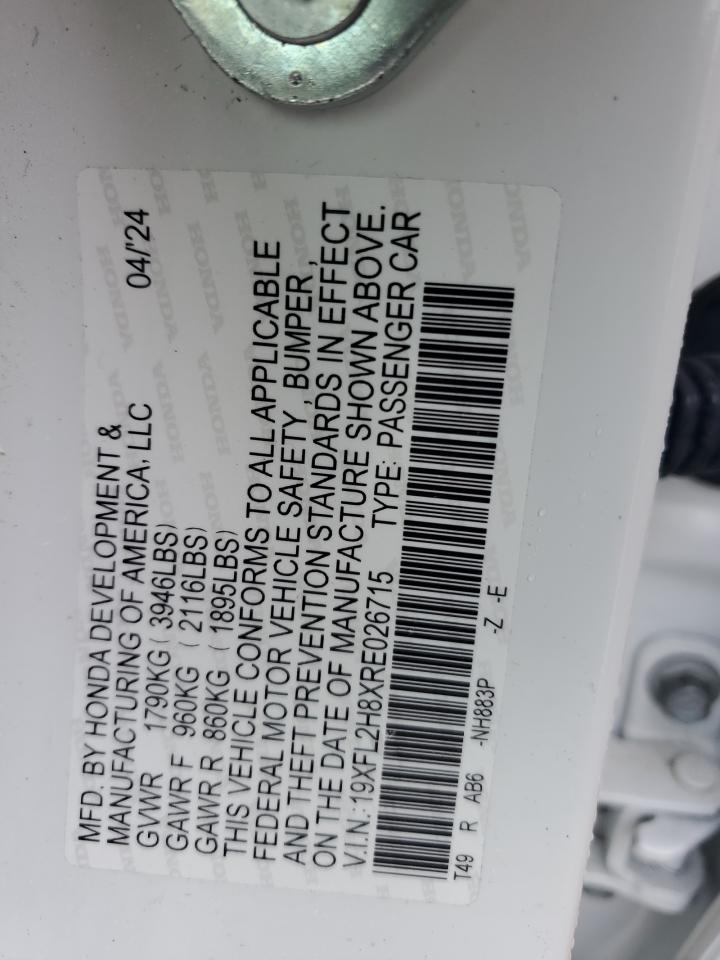 MFD. BY HONDA DEVELOPMENT &
MANUFACTURING OF AMERICA, LLC 04/'24
GVWR 1790KG ( 3946LBS)
GAWR F 960KG ( 2116LBS)
GAWR R 860KG ( 1895LBS)
THIS VEHICLE CONFORMS TO ALL APPLICABLE
FEDERAL MOTOR VEHICLE SAFETY , BUMPER ,
AND THEFT PREVENTION STANDARDS IN EFFECT
ON THE DATE OF MANUFACTURE SHOWN ABOVE.
V.I.N.:19XFL2H8XRE026715 TYPE: PASSENGER CAR
T49 R AB6 -NH883P -Z -E